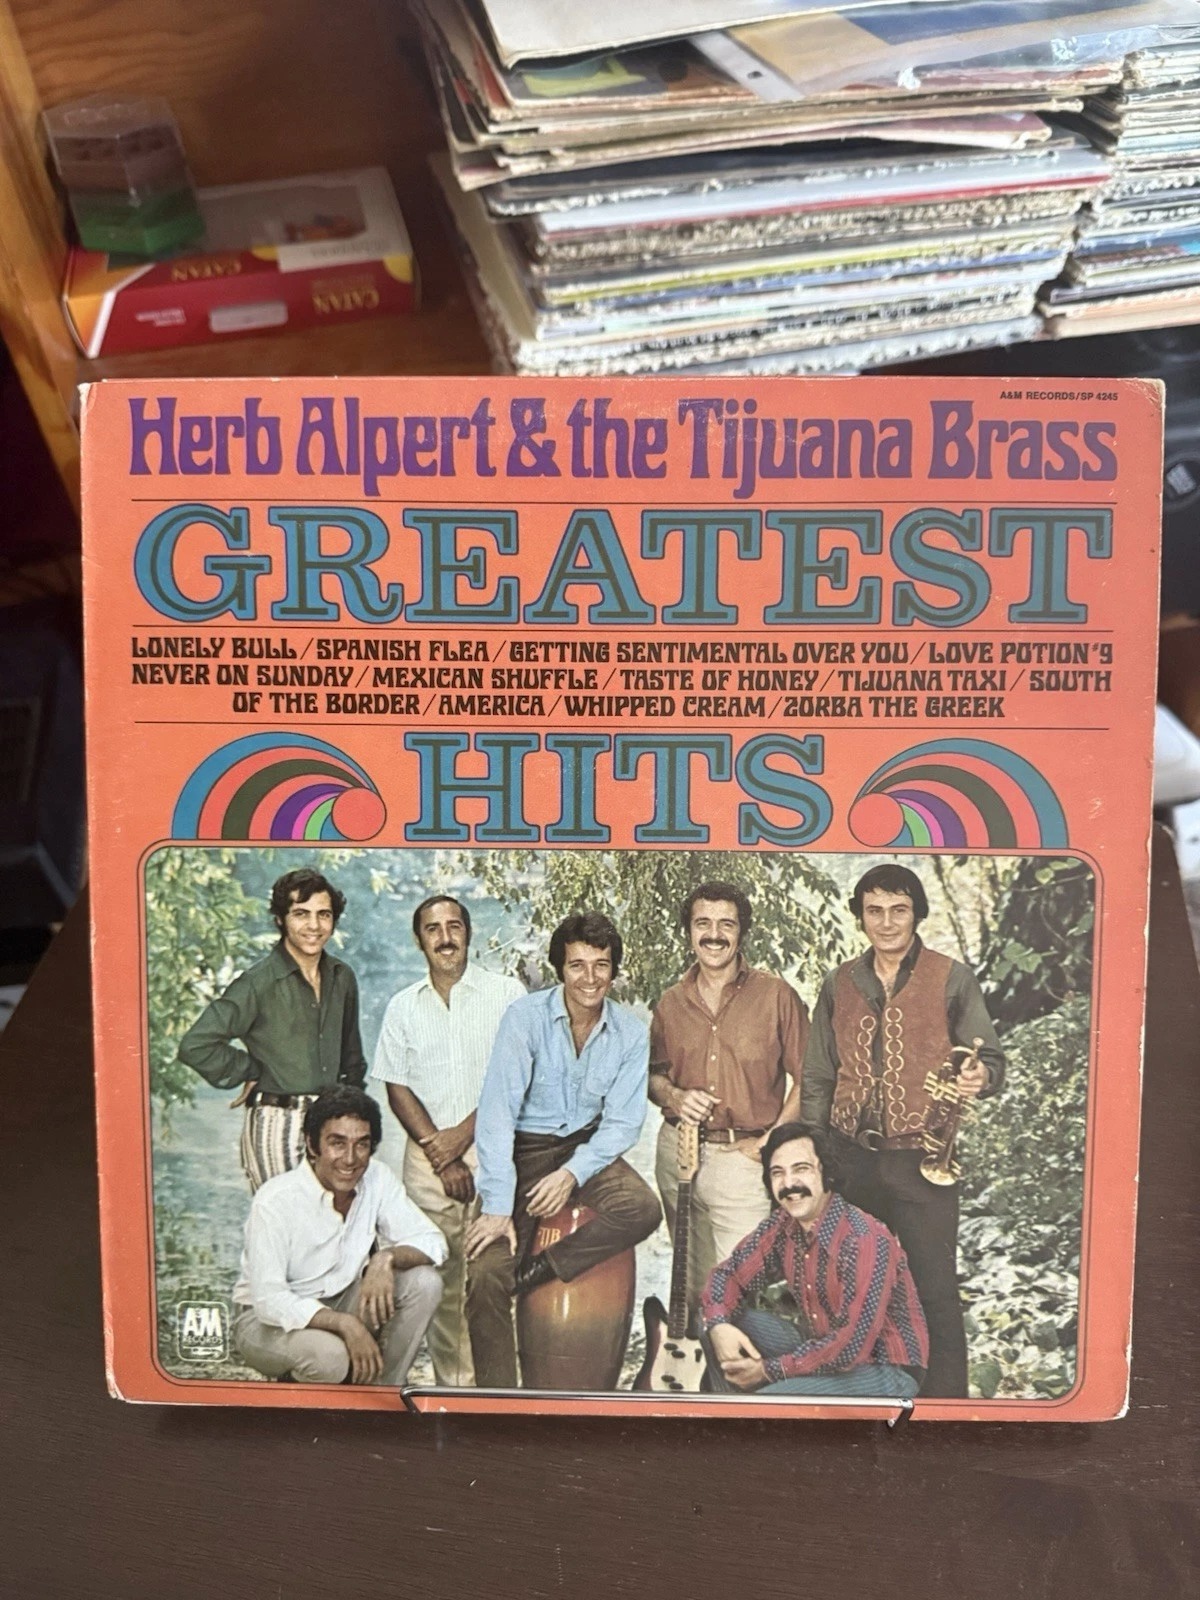 CATAN
CATAN
A&M RECORDS/SP 4245
Herb Alpert & the Tijuana Brass
GREATEST
LONELY BULL / SPANISH FLEA / GETTING SENTIMENTAL OVER YOU / LOVE POTION #9
NEVER ON SUNDAY / MEXICAN SHUFFLE / TASTE OF HONEY / TIJUANA TAXI / SOUTH
OF THE BORDER / AMERICA / WHIPPED CREAM / ZORBA THE GREEK
HITS
A&M
RECORDS